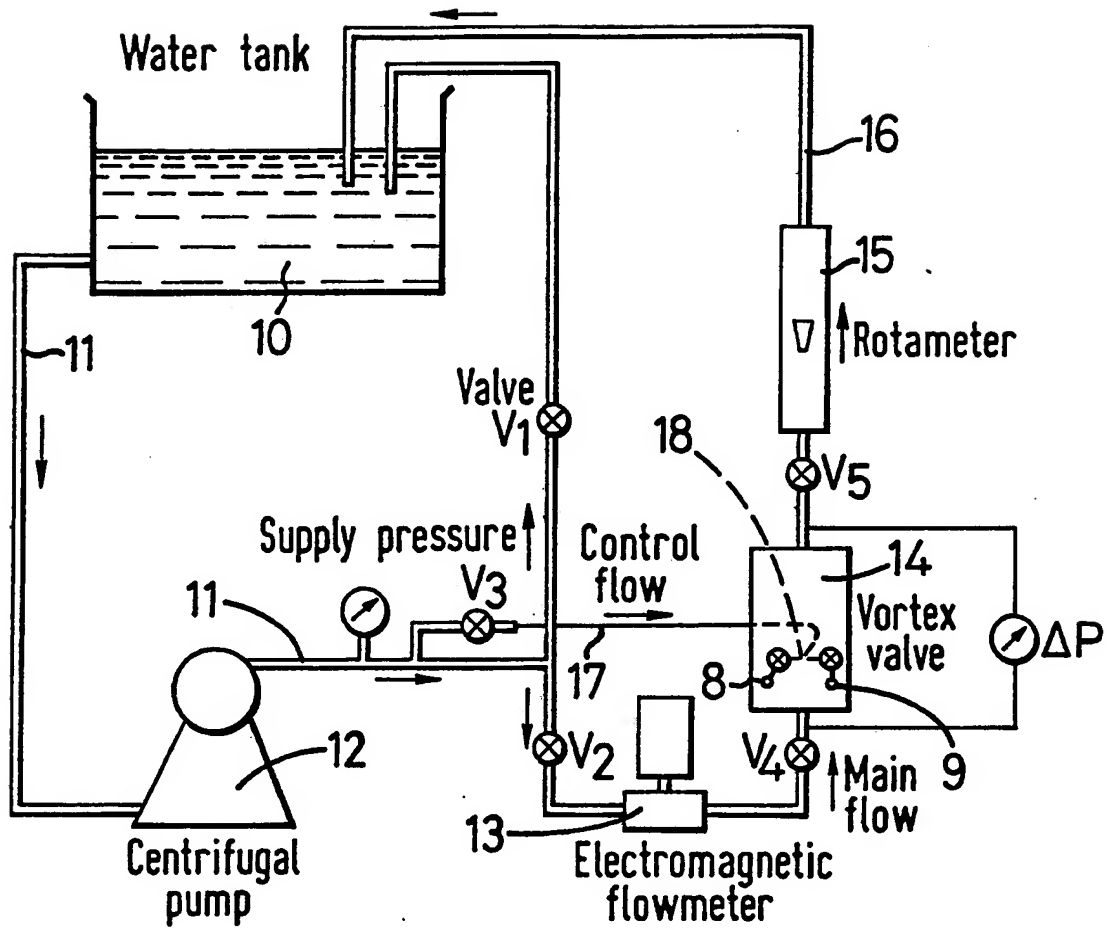 Water tank
16
15
10
Rotameter
11
Valve
V1
18
V5
Supply pressure
Control
flow
14
V3
11
Vortex
valve
ΔP
17
8
12
V2
V4
Main
flow
9
13
Centrifugal
pump
Electromagnetic
flowmeter